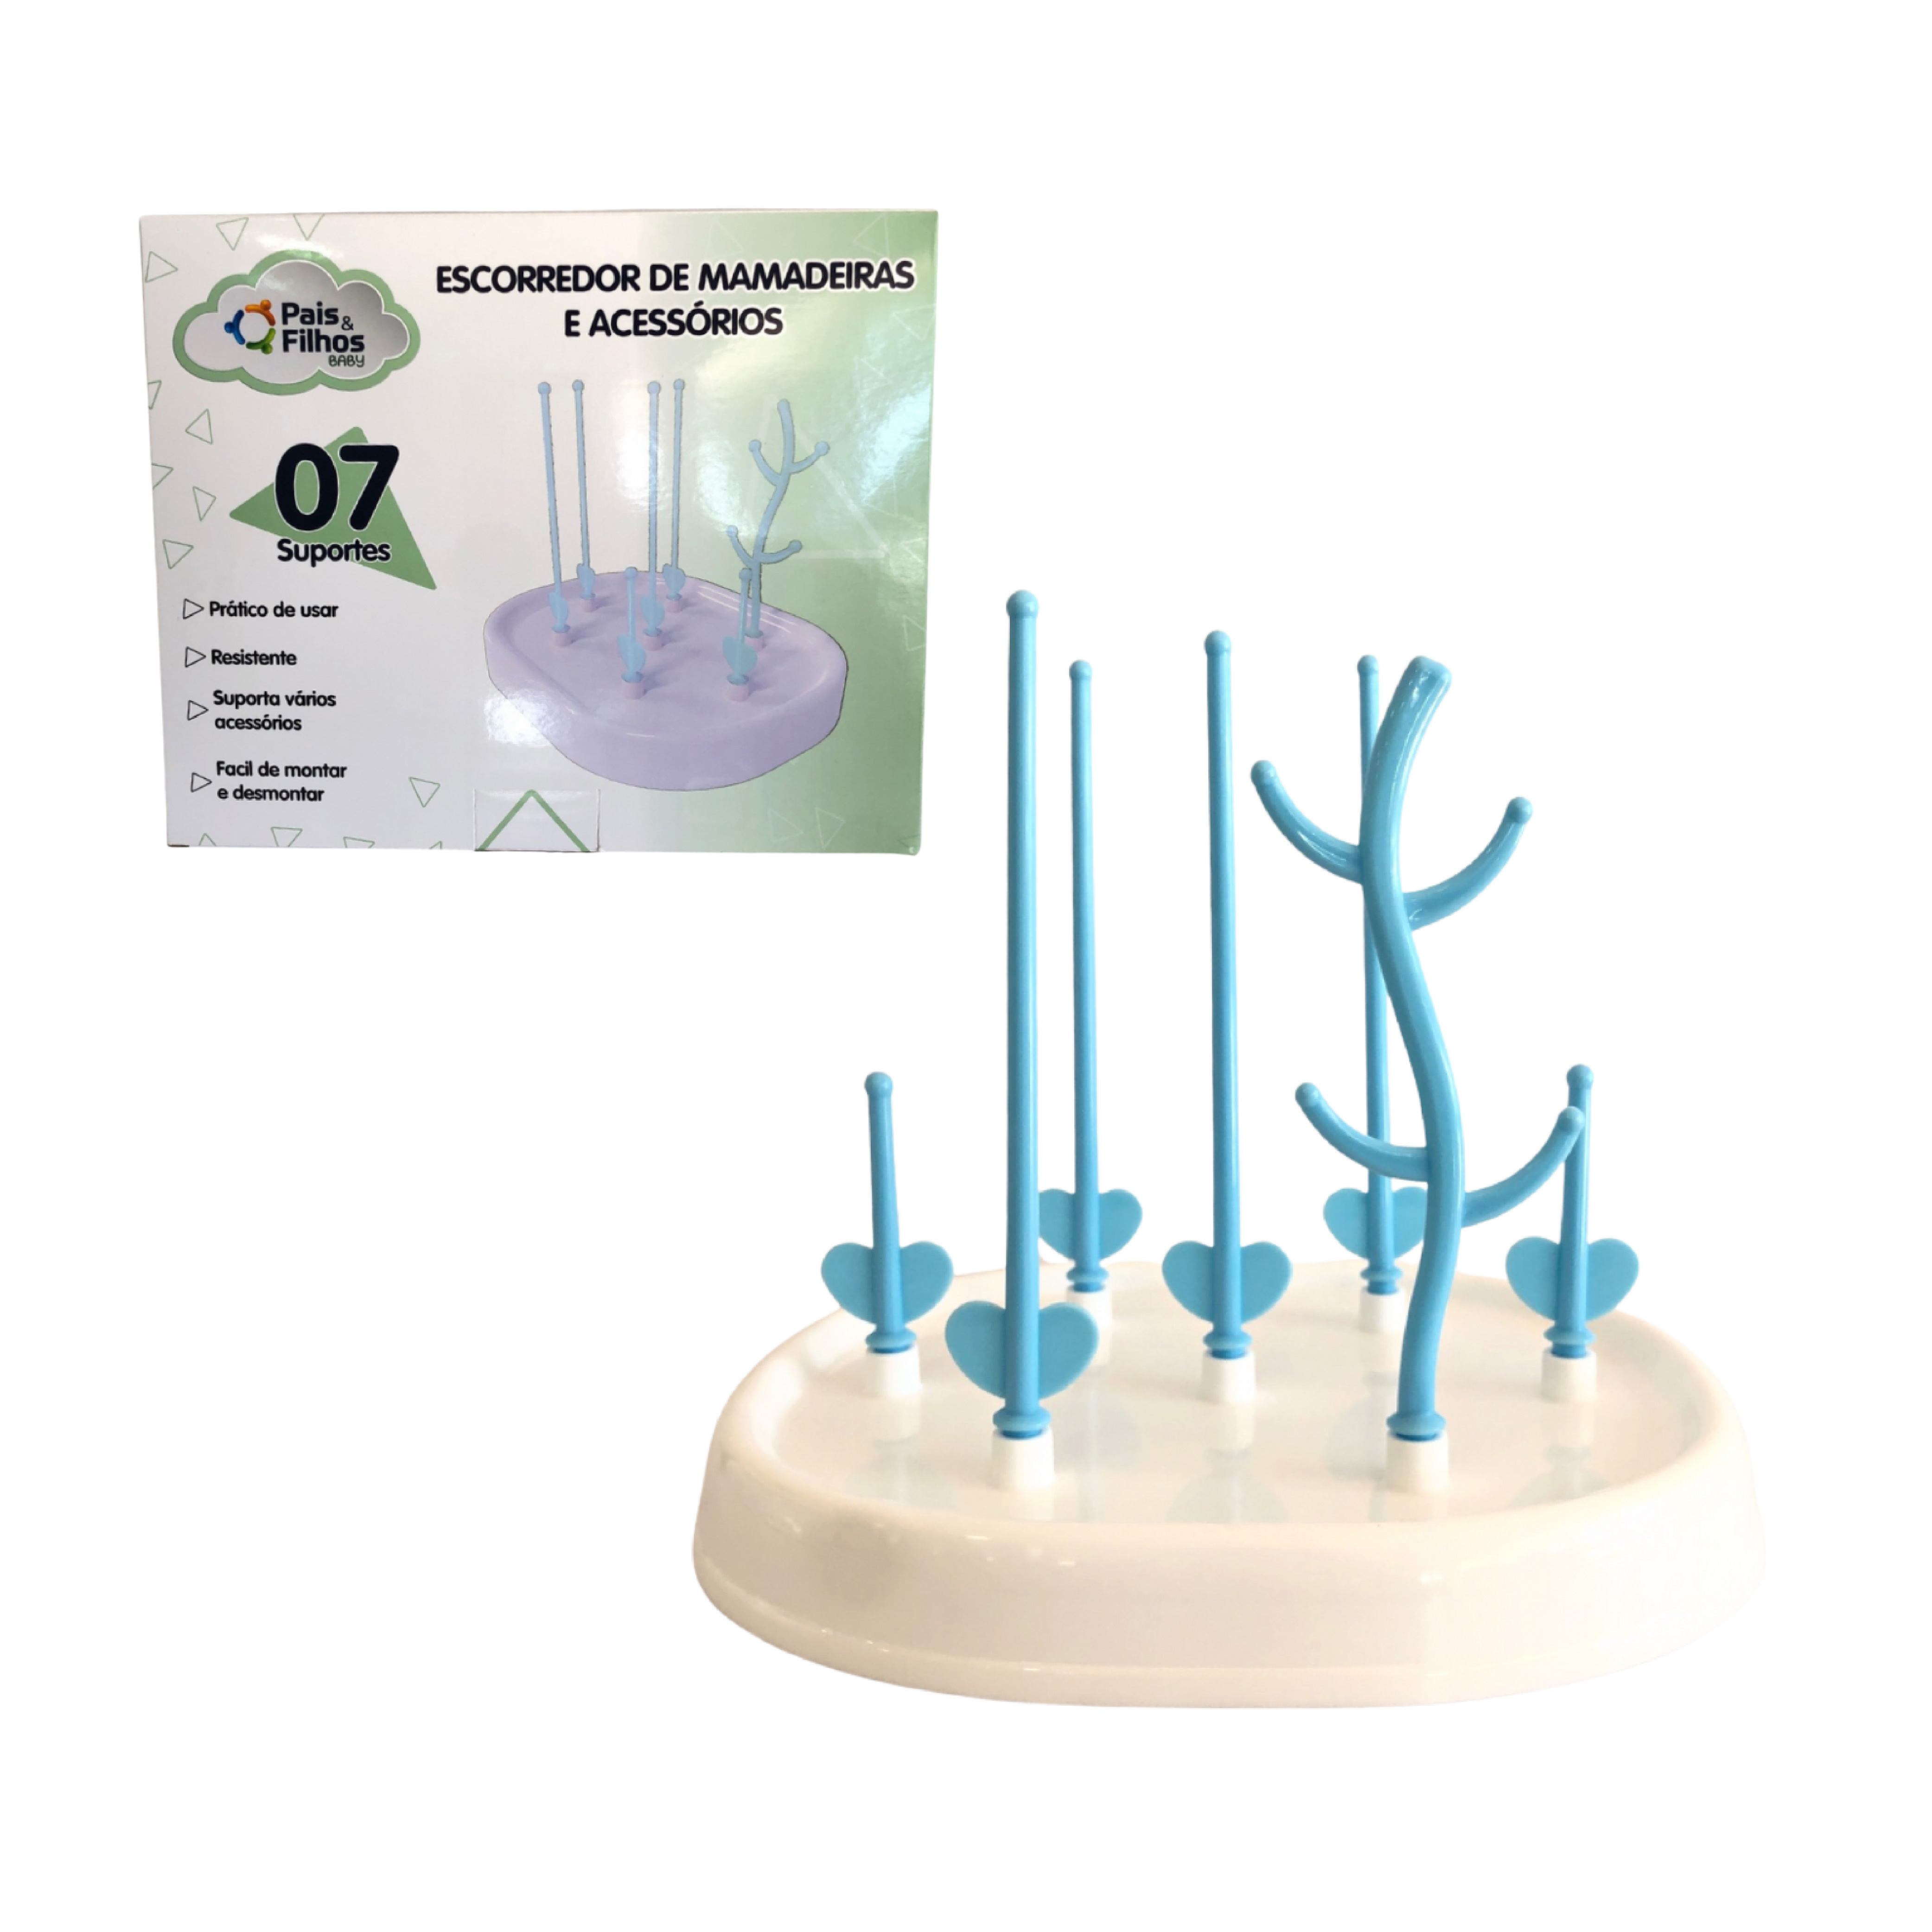 Pais &
Filhos
BABY
ESCORREDOR DE MAMADEIRAS
E ACESSÓRIOS
07
Suportes
Prático de usar
Resistente
Suporta vários
acessórios
Facil de montar
e desmontar